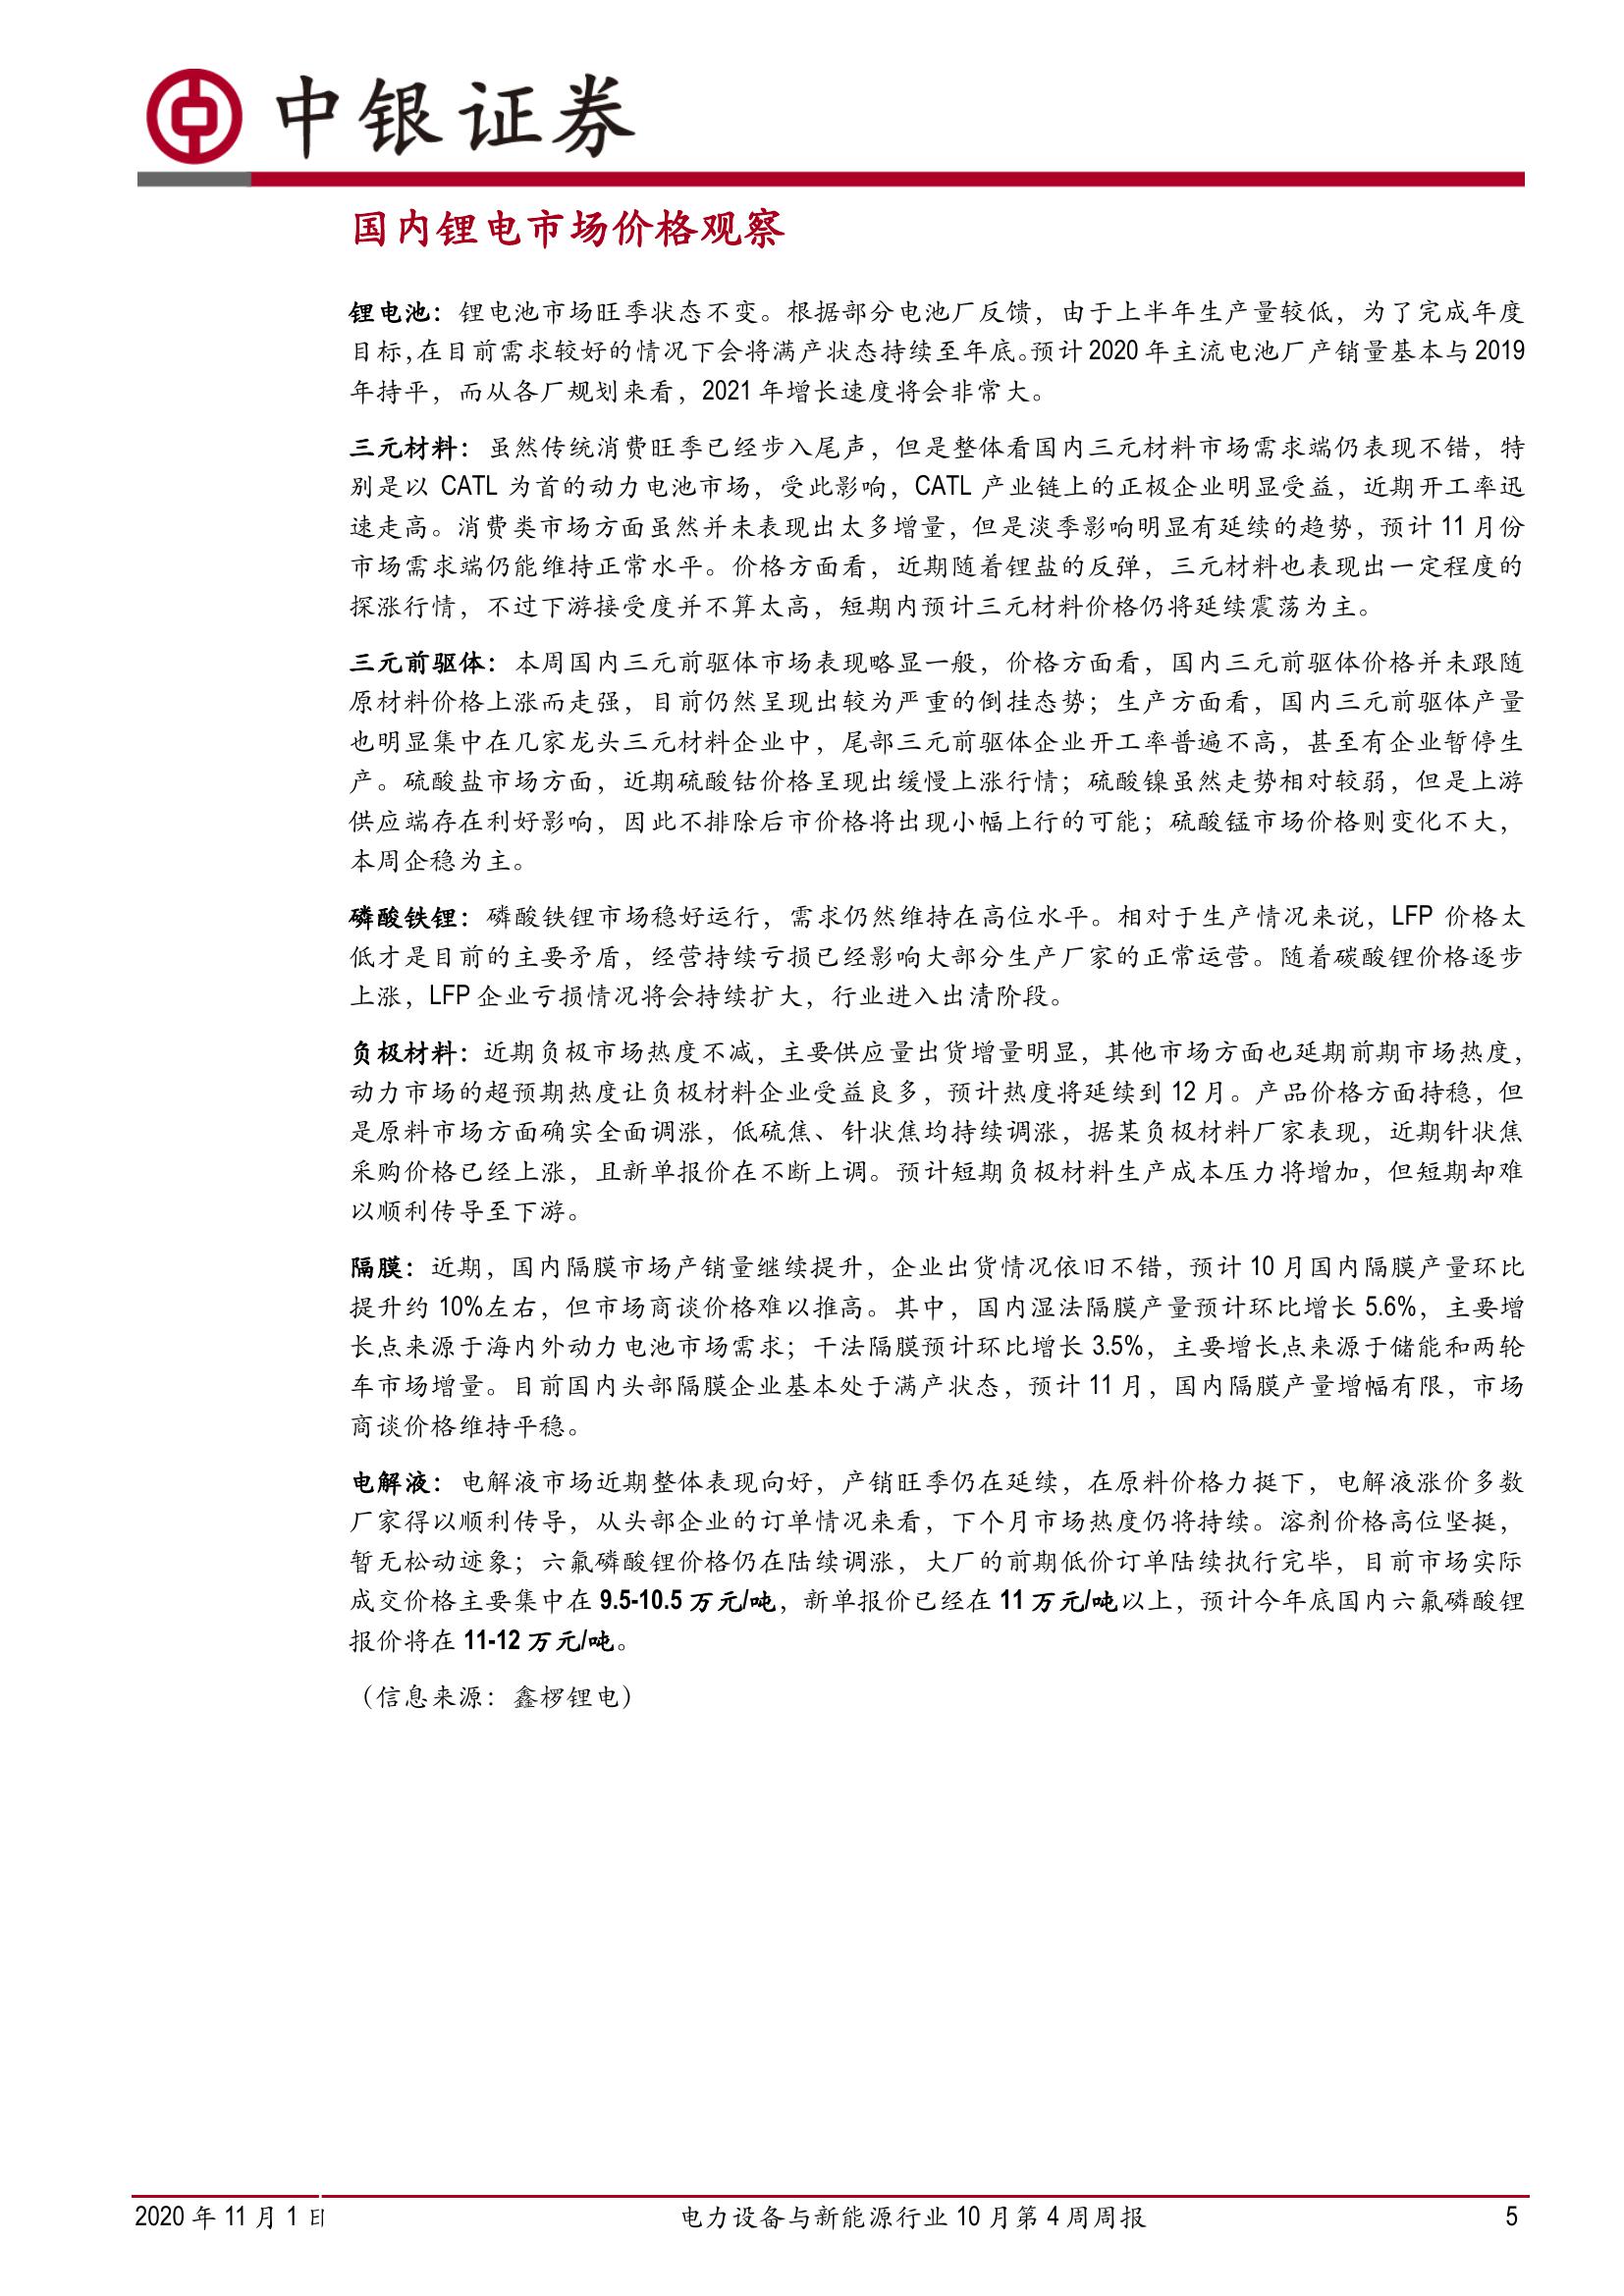 中银证券
国内锂电市场价格观察
锂电池：锂电池市场旺季状态不变。根据部分电池厂反馈，由于上半年生产量较低，为了完成年度
目标，在目前需求较好的情况下会将满产状态持续至年底。预计2020年主流电池厂产销量基本与2019
年持平，而从各厂规划来看，2021年增长速度将会非常大。
三元材料：虽然传统消费旺季已经步入尾声，但是整体看国内三元材料市场需求端仍表现不错，特
别是以 CATL 为首的动力电池市场，受此影响，CATL 产业链上的正极企业明显受益，近期开工率迅
速走高。消费类市场方面虽然并未表现出太多增量，但是淡季影响明显有延续的趋势，预计 11 月份
市场需求端仍能维持正常水平。价格方面看，近期随着锂盐的反弹，三元材料也表现出一定程度的
探涨行情，不过下游接受度并不算太高，短期内预计三元材料价格仍将延续震荡为主。
三元前驱体：本周国内三元前驱体市场表现略显一般，价格方面看，国内三元前驱体价格并未跟随
原材料价格上涨而走强，目前仍然呈现出较为严重的倒挂态势；生产方面看，国内三元前驱体产量
也明显集中在几家龙头三元材料企业中，尾部三元前驱体企业开工率普遍不高，甚至有企业暂停生
产。硫酸盐市场方面，近期硫酸钴价格呈现出缓慢上涨行情；硫酸镍虽然走势相对较弱，但是上游
供应端存在利好影响，因此不排除后市价格将出现小幅上行的可能；硫酸锰市场价格则变化不大，
本周企稳为主。
磷酸铁锂：磷酸铁锂市场稳好运行，需求仍然维持在高位水平。相对于生产情况来说，LFP 价格太
低才是目前的主要矛盾，经营持续亏损已经影响大部分生产厂家的正常运营。随着碳酸锂价格逐步
上涨，LFP 企业亏损情况将会持续扩大，行业进入出清阶段。
负极材料：近期负极市场热度不减，主要供应量出货增量明显，其他市场方面也延期前期市场热度，
动力市场的超预期热度让负极材料企业受益良多，预计热度将延续到 12 月。产品价格方面持稳，但
是原料市场方面确实全面调涨，低硫焦、针状焦均持续调涨，据某负极材料厂家表现，近期针状焦
采购价格已经上涨，且新单报价在不断上调。预计短期负极材料生产成本压力将增加，但短期却难
以顺利传导至下游。
隔膜：近期，国内隔膜市场产销量继续提升，企业出货情况依旧不错，预计 10 月国内隔膜产量环比
提升约 10%左右，但市场商谈价格难以推高。其中，国内湿法隔膜产量预计环比增长 5.6%，主要增
长点来源于海内外动力电池市场需求；干法隔膜预计环比增长 3.5%，主要增长点来源于储能和两轮
车市场增量。目前国内头部隔膜企业基本处于满产状态，预计 11 月，国内隔膜产量增幅有限，市场
商谈价格维持平稳。
电解液：电解液市场近期整体表现向好，产销旺季仍在延续，在原料价格力挺下，电解液涨价多数
厂家得以顺利传导，从头部企业的订单情况来看，下个月市场热度仍将持续。溶剂价格高位坚挺，
暂无松动迹象；六氟磷酸锂价格仍在陆续调涨，大厂的前期低价订单陆续执行完毕，目前市场实际
成交价格主要集中在 9.5-10.5 万元/吨，新单报价已经在 11 万元/吨以上，预计今年底国内六氟磷酸锂
报价将在 11-12 万元/吨。
（信息来源：鑫椤锂电）
2020 年 11 月 1 日 电力设备与新能源行业 10 月第 4 周周报 5